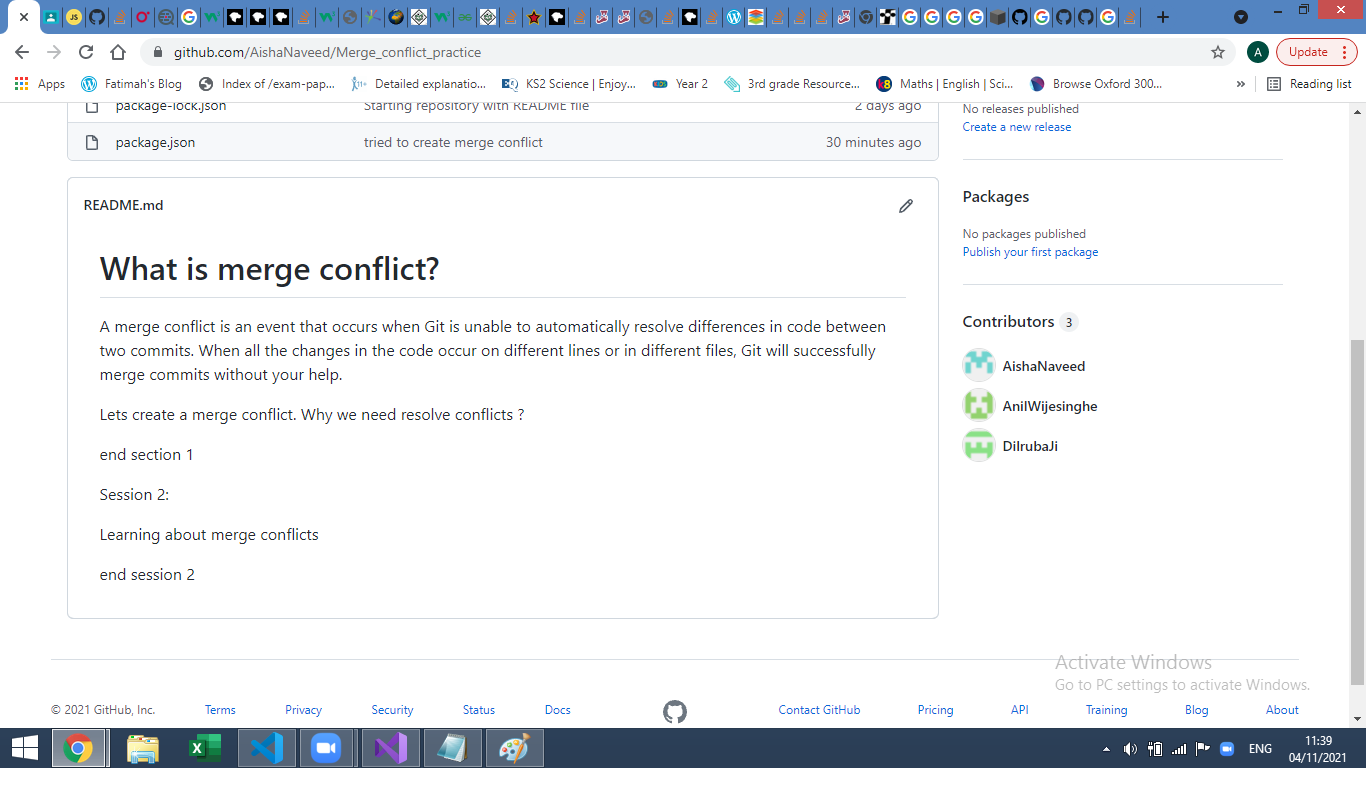 github.com/AishaNaveed/Merge_conflict_practice
A
Update
Apps
Fatimah's Blog
Index of /exam-pap...
Detailed explanatio...
KS2 Science | Enjoy...
Year 2
3rd grade Resource...
Maths | English | Sci...
Browse Oxford 300...
»
Reading list
package-lock.json Starting repository with README file 2 days ago
package.json tried to create merge conflict 30 minutes ago
README.md
What is merge conflict?
A merge conflict is an event that occurs when Git is unable to automatically resolve differences in code between
two commits. When all the changes in the code occur on different lines or in different files, Git will successfully
merge commits without your help.
Lets create a merge conflict. Why we need resolve conflicts ?
end section 1
Session 2:
Learning about merge conflicts
end session 2
No releases published
Create a new release
Packages
No packages published
Publish your first package
Contributors 3
AishaNaveed
AnilWijesinghe
DilrubaJi
Activate Windows
Go to PC settings to activate Windows.
© 2021 GitHub, Inc. Terms Privacy Security Status Docs Contact GitHub Pricing API Training Blog About
ENG
11:39
04/11/2021